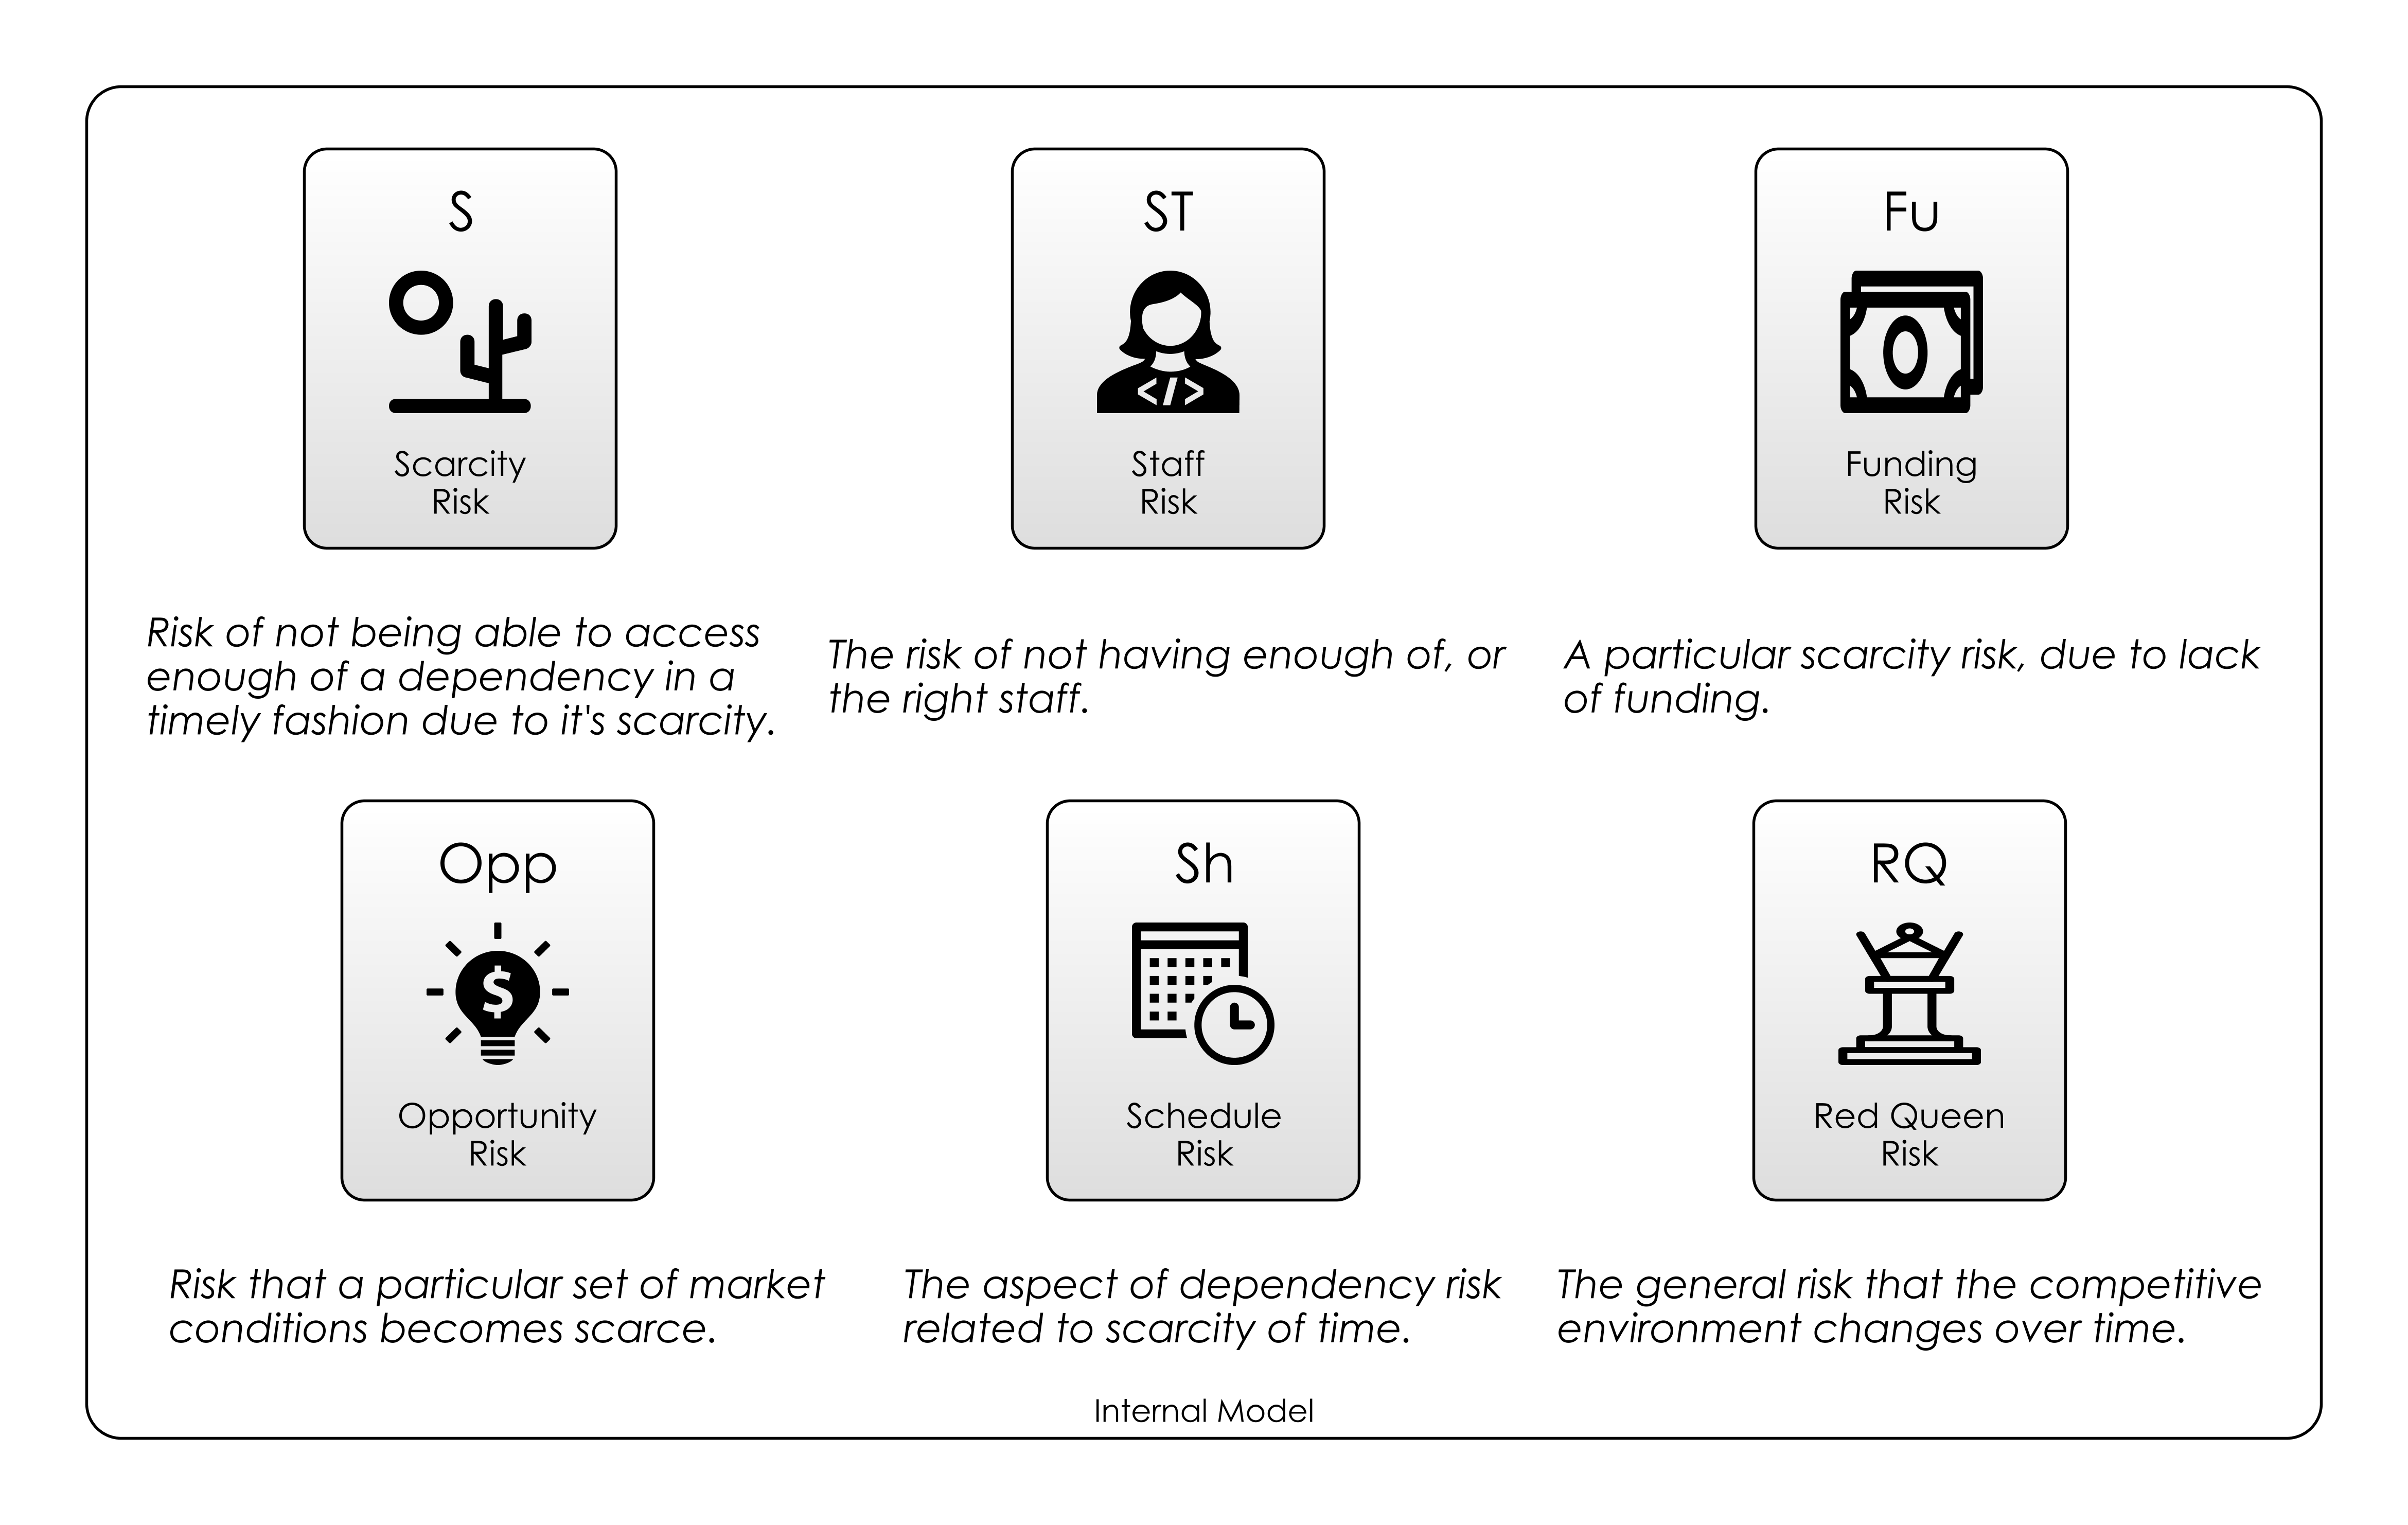 S
Scarcity
Risk
Risk of not being able to access
enough of a dependency in a
timely fashion due to it's scarcity.
ST
</>
Staff
Risk
The risk of not having enough of, or
the right staff.
Fu
Funding
Risk
A particular scarcity risk, due to lack
of funding.
Opp
$
Opportunity
Risk
Risk that a particular set of market
conditions becomes scarce.
Sh
Schedule
Risk
The aspect of dependency risk
related to scarcity of time.
RQ
Red Queen
Risk
The general risk that the competitive
environment changes over time.
Internal Model